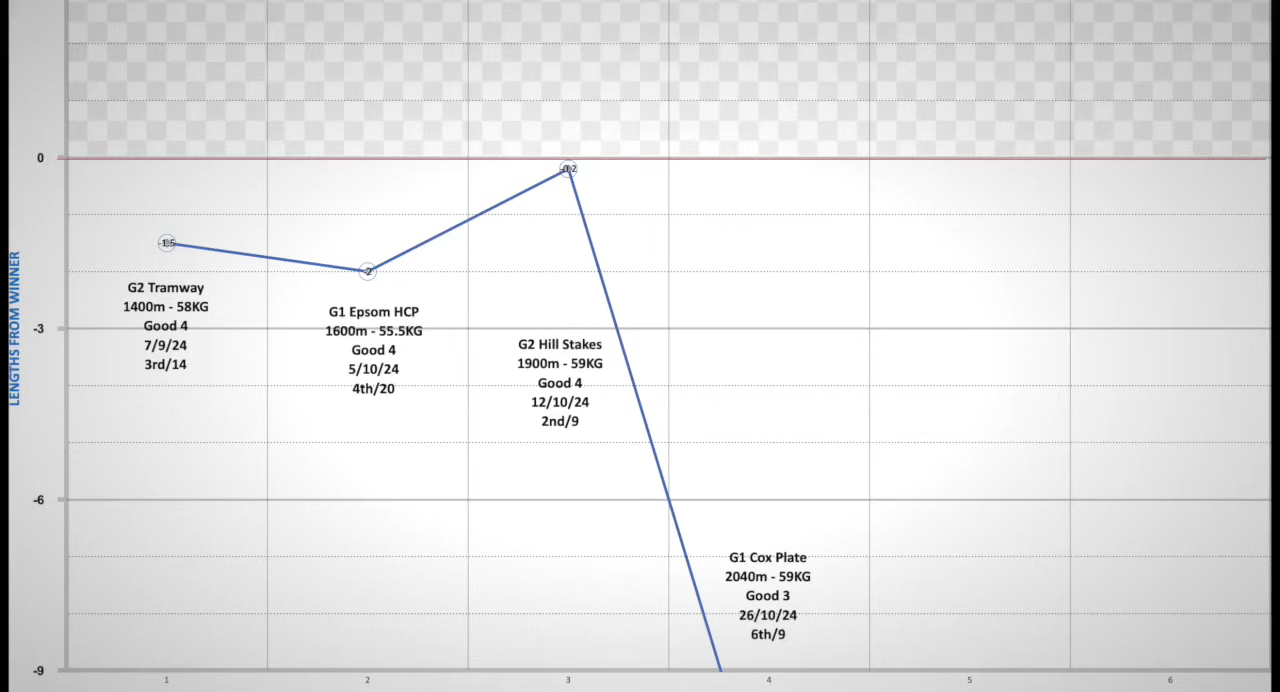 0
-3
-6
-9
LENGTHS FROM WINNER
-1.5
-2
-0.2
G2 Tramway
1400m - 58KG
Good 4
7/9/24
3rd/14
G1 Epsom HCP
1600m - 55.5KG
Good 4
5/10/24
4th/20
G2 Hill Stakes
1900m - 59KG
Good 4
12/10/24
2nd/9
G1 Cox Plate
2040m - 59KG
Good 3
26/10/24
6th/9
1
2
3
4
5
6